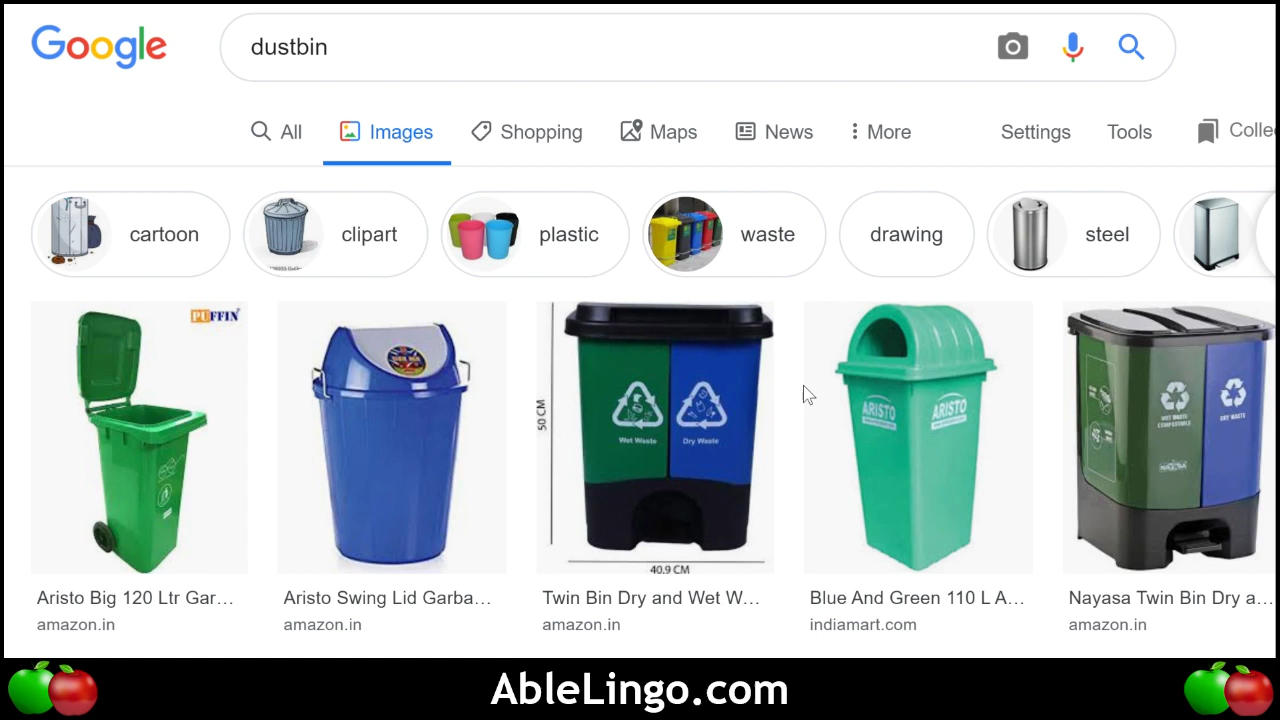 Google
dustbin
All Images Shopping Maps News More Settings Tools Colle
cartoon clipart plastic waste drawing steel
PUFFIN
50 CM
Wet Waste Dry Waste
40.9 CM
ARISTO ARISTO
WET WASTE
COMPOSTABLE
DRY WASTE
NAYASA
Aristo Big 120 Ltr Gar... Aristo Swing Lid Garba... Twin Bin Dry and Wet W... Blue And Green 110 L A... Nayasa Twin Bin Dry a...
amazon.in amazon.in amazon.in indiamart.com amazon.in
AbleLingo.com